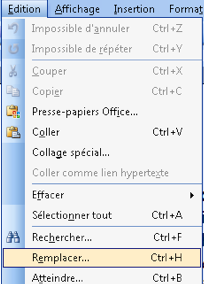 Edition Affichage Insertion Format
Impossible d'annuler Ctrl+Z
Impossible de répéter Ctrl+Y
Couper Ctrl+X
Copier Ctrl+C
Presse-papiers Office...
Coller Ctrl+V
Collage spécial...
Coller comme lien hypertexte
Effacer
Sélectionner tout Ctrl+A
Rechercher... Ctrl+F
Remplacer... Ctrl+H
Atteindre... Ctrl+B